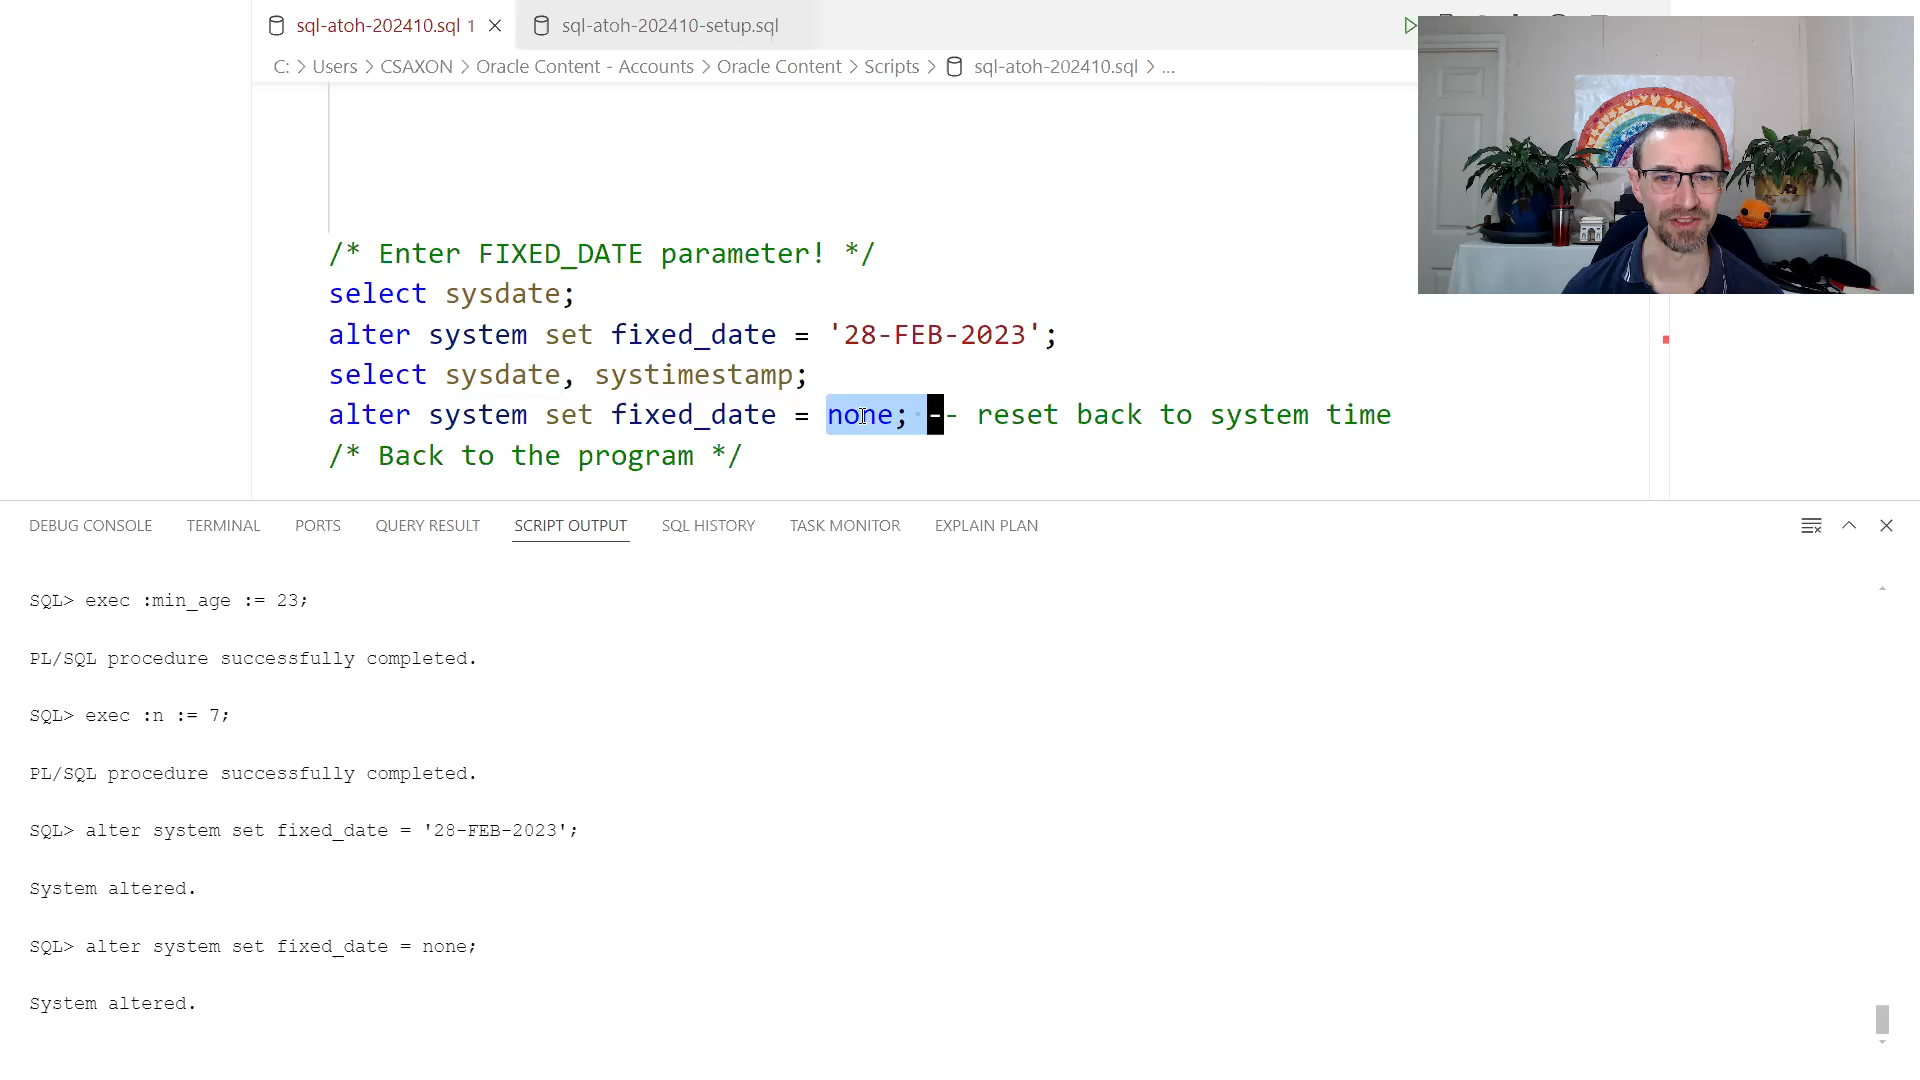 sql-atoh-202410.sql 1
sql-atoh-202410-setup.sql
C: > Users > CSAXON > Oracle Content - Accounts > Oracle Content > Scripts > sql-atoh-202410.sql > ...
/* Enter FIXED_DATE parameter! */
select sysdate;
alter system set fixed_date = '28-FEB-2023';
select sysdate, systimestamp;
alter system set fixed_date = none; -- reset back to system time
/* Back to the program */
DEBUG CONSOLE TERMINAL PORTS QUERY RESULT SCRIPT OUTPUT SQL HISTORY TASK MONITOR EXPLAIN PLAN
SQL> exec :min_age := 23;
PL/SQL procedure successfully completed.
SQL> exec :n := 7;
PL/SQL procedure successfully completed.
SQL> alter system set fixed_date = '28-FEB-2023';
System altered.
SQL> alter system set fixed_date = none;
System altered.